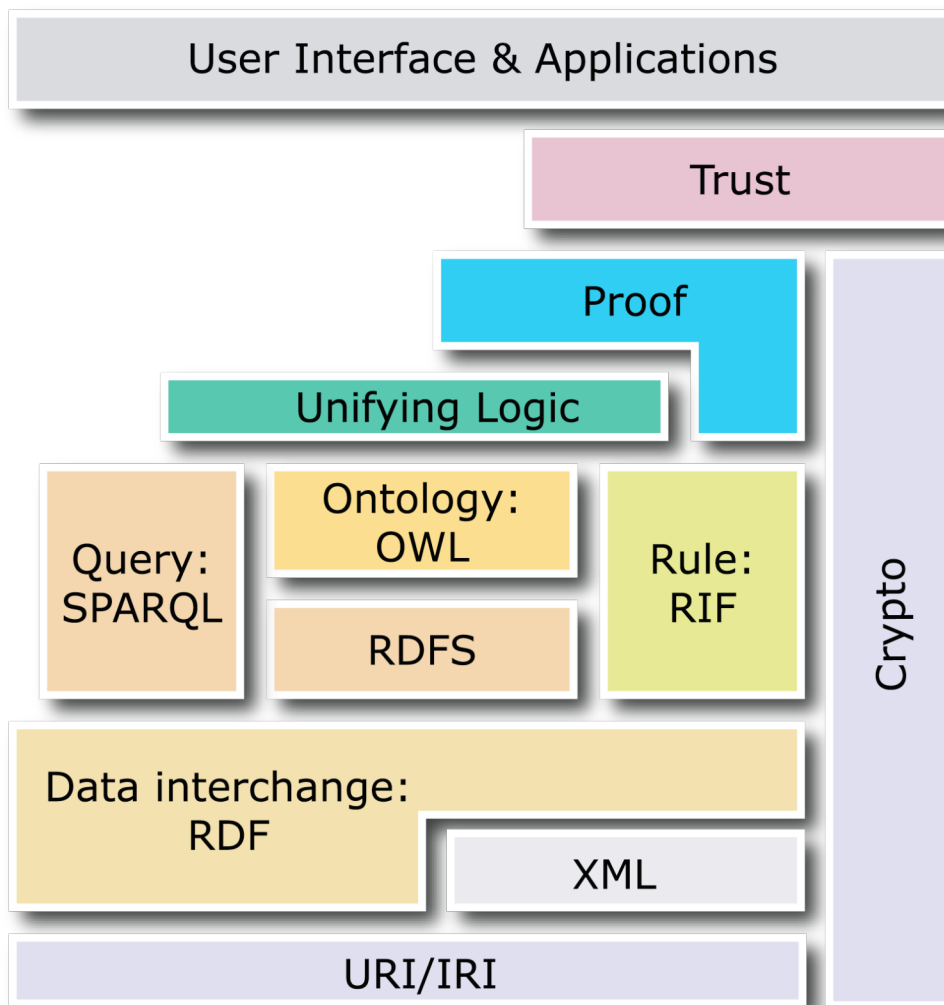 User Interface & Applications
Trust
Proof
Unifying Logic
Query:
SPARQL
Ontology:
OWL
RDFS
Rule:
RIF
Crypto
Data interchange:
RDF
XML
URI/IRI